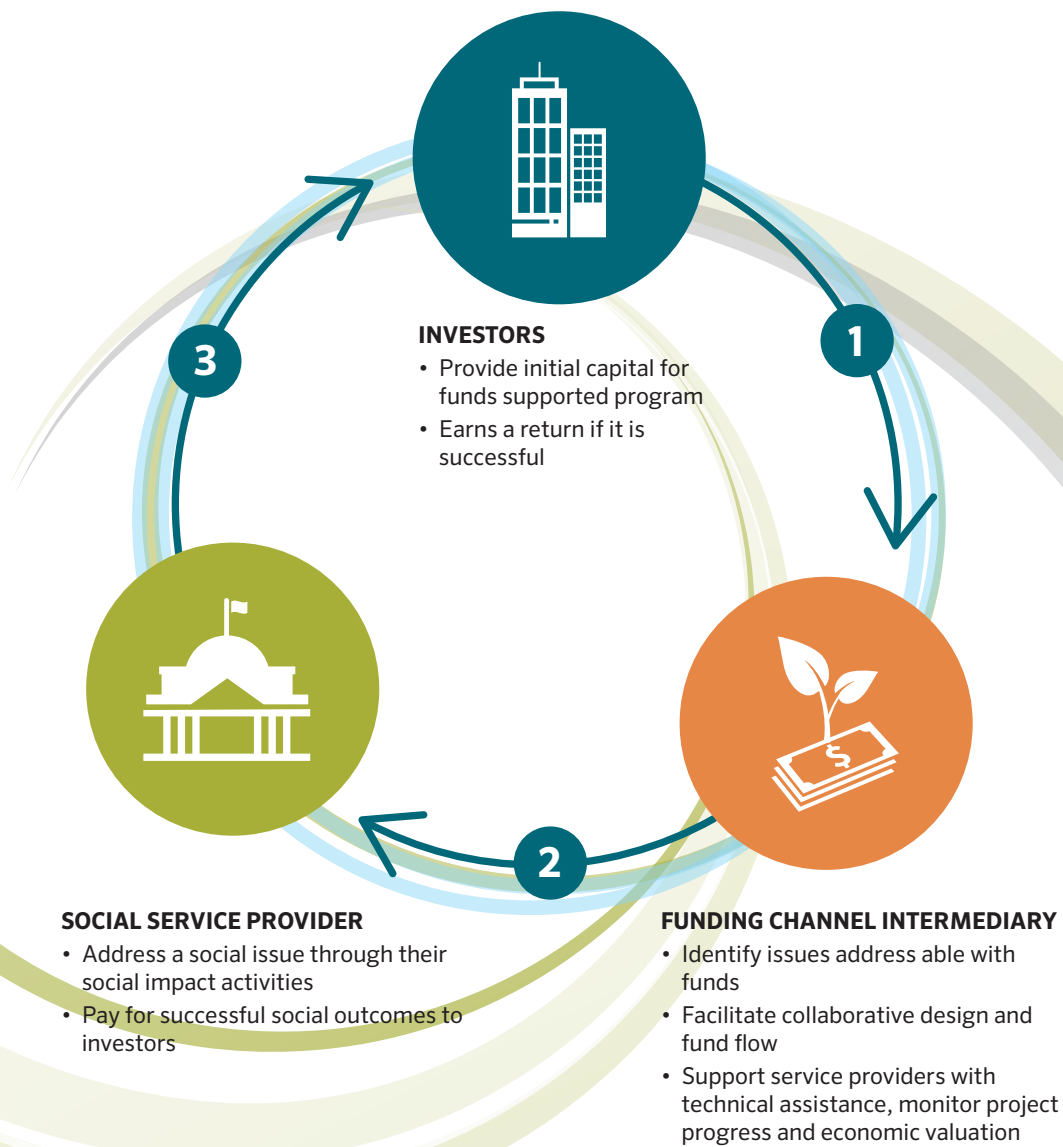 3
1
INVESTORS
• Provide initial capital for
funds supported program
• Earns a return if it is
successful
$
2
SOCIAL SERVICE PROVIDER
• Address a social issue through their
social impact activities
• Pay for successful social outcomes to
investors
FUNDING CHANNEL INTERMEDIARY
• Identify issues address able with
funds
• Facilitate collaborative design and
fund flow
• Support service providers with
technical assistance, monitor project
progress and economic valuation